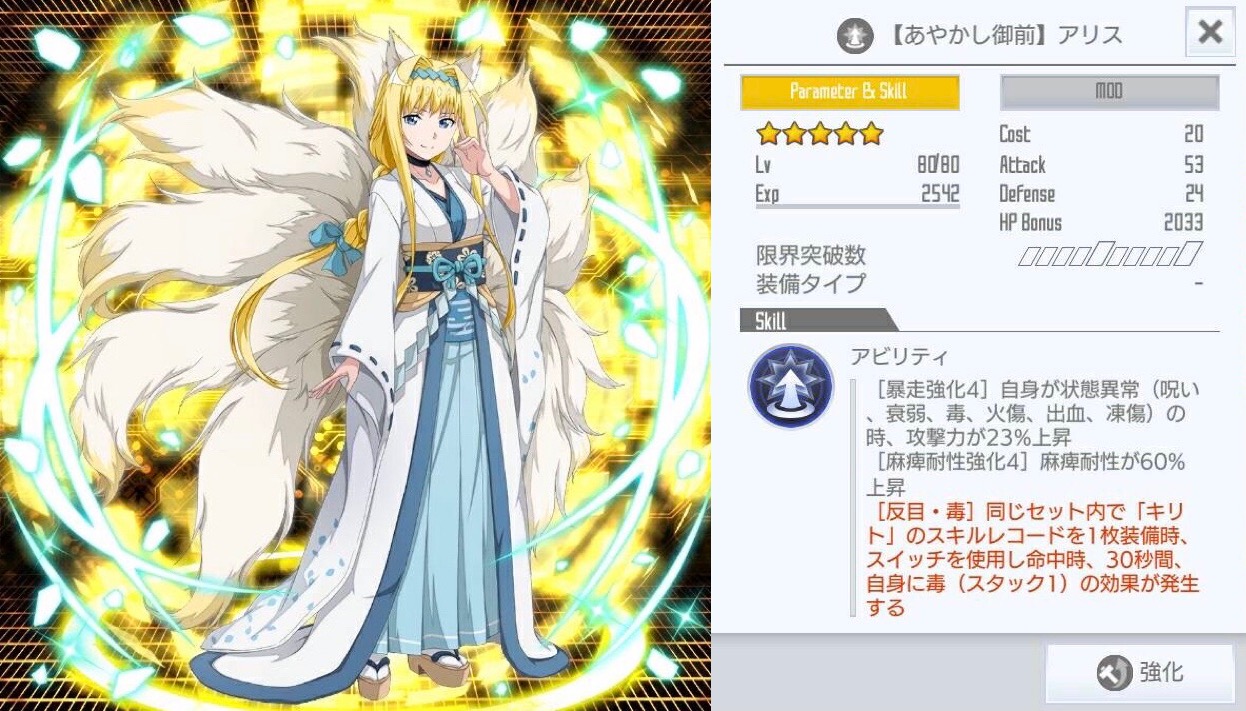 【あやかし御前】アリス
Parameter & Skill
MOD
Lv 80/80
Exp 2542
Cost 20
Attack 53
Defense 24
HP Bonus 2033
限界突破数
装備タイプ -
Skill
アビリティ
［暴走強化4］自身が状態異常（呪い
、衰弱、毒、火傷、出血、凍傷）の
時、攻撃力が23%上昇
［麻痺耐性強化4］麻痺耐性が60%
上昇
［反目・毒］同じセット内で「キリ
ト」のスキルレコードを1枚装備時、
スイッチを使用し命中時、30秒間、
自身に毒（スタック1）の効果が発生
する
強化